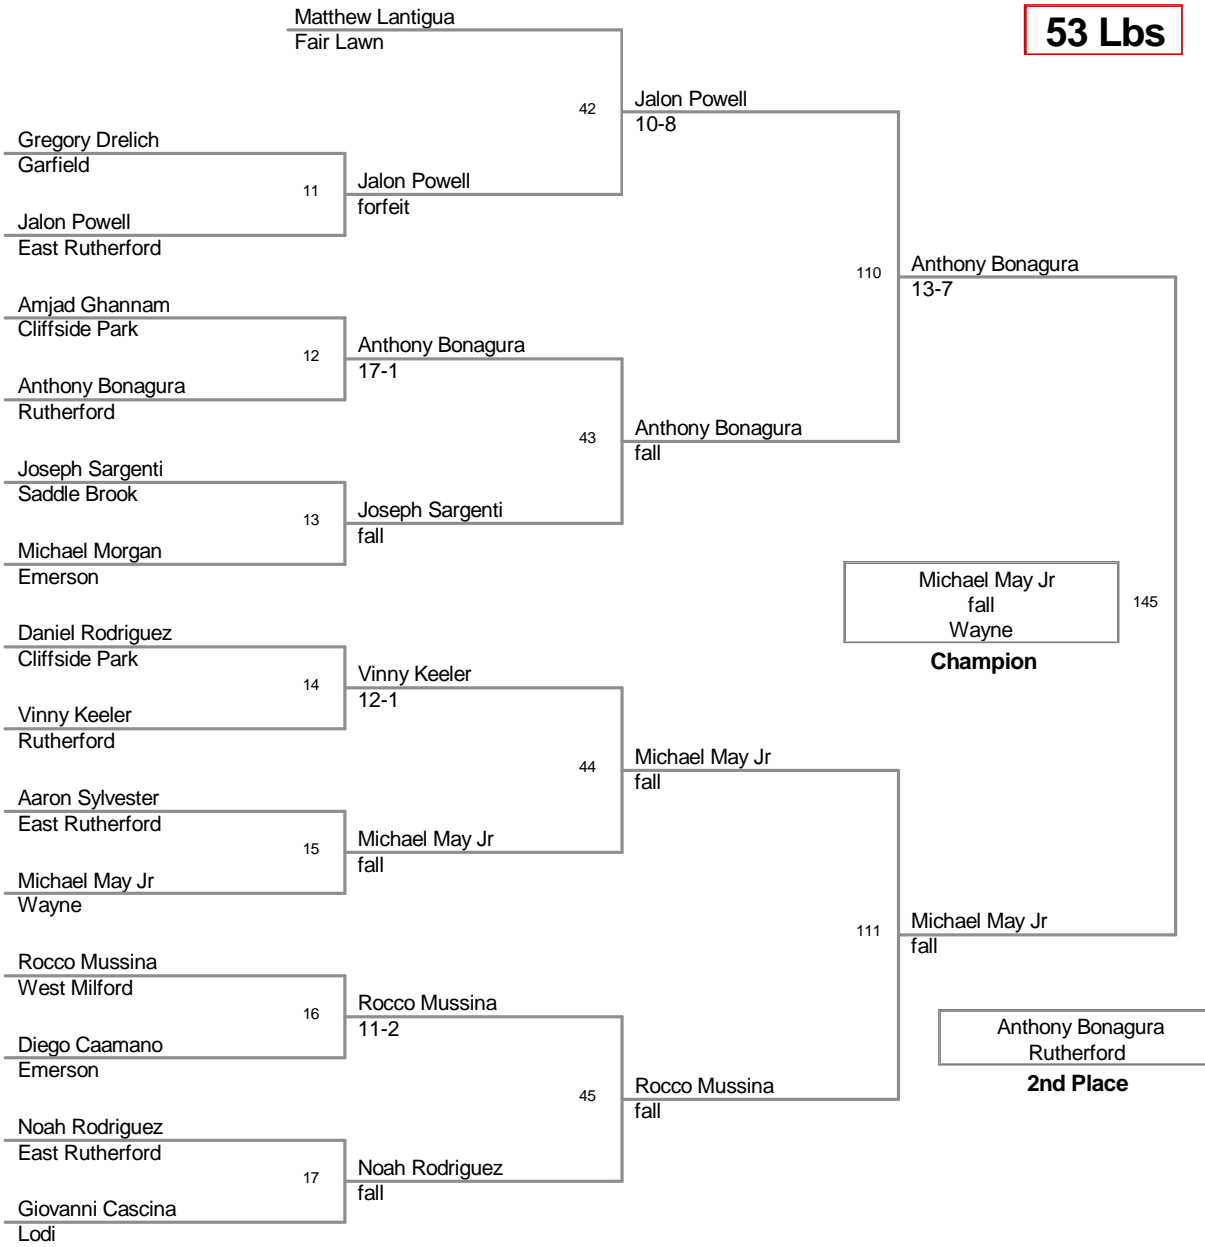 Matthew Lantigua
Fair Lawn
53 Lbs
42
Jalon Powell
10-8
Gregory Drelich
Garfield
11
Jalon Powell
forfeit
Jalon Powell
East Rutherford
110
Anthony Bonagura
13-7
Amjad Ghannam
Cliffside Park
12
Anthony Bonagura
17-1
Anthony Bonagura
Rutherford
43
Anthony Bonagura
fall
Joseph Sargenti
Saddle Brook
13
Joseph Sargenti
fall
Michael Morgan
Emerson
Michael May Jr
fall
Wayne
145
Champion
Daniel Rodriguez
Cliffside Park
14
Vinny Keeler
12-1
Vinny Keeler
Rutherford
44
Michael May Jr
fall
Aaron Sylvester
East Rutherford
15
Michael May Jr
fall
Michael May Jr
Wayne
111
Michael May Jr
fall
Rocco Mussina
West Milford
16
Rocco Mussina
11-2
Diego Caamano
Emerson
Anthony Bonagura
Rutherford
2nd Place
45
Rocco Mussina
fall
Noah Rodriguez
East Rutherford
17
Noah Rodriguez
fall
Giovanni Cascina
Lodi